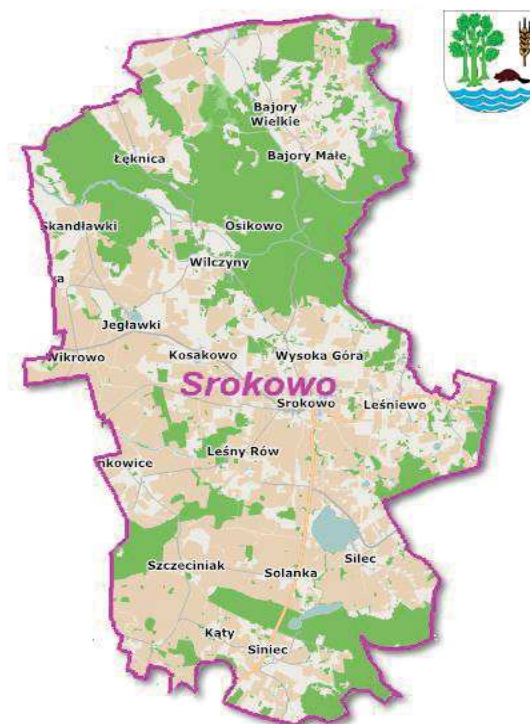 Bajory
Wielkie
Łęknica
Bajory Małe
Skandławki
Osikowo
Wilczyny
Jegławki
Wikrowo
Kosakowo
Wysoka Góra
Srokowo
Srokowo
Leśniewo
nkowice
Leśny Rów
Szczeciniak
Solanka
Silec
Kąty
Siniec